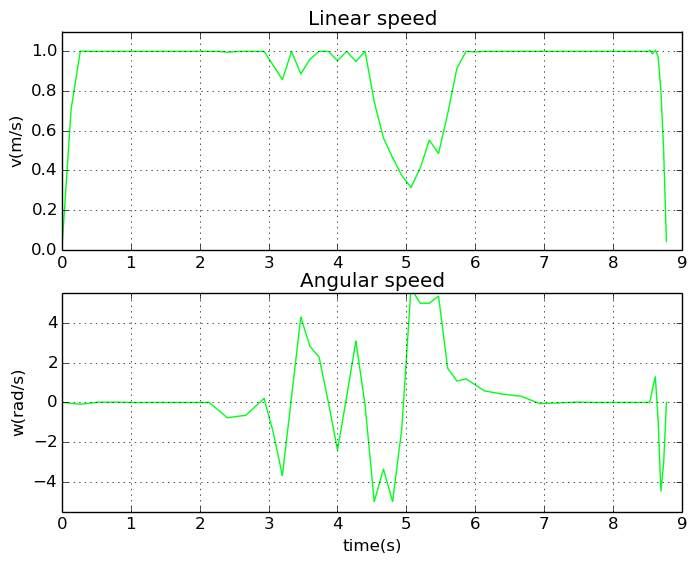 Linear speed
1.0
0.8
0.6
0.4
0.2
0.0
v(m/s)
0 1 2 3 4 5 6 7 8 9
Angular speed
4
2
0
−2
−4
w(rad/s)
0 1 2 3 4 5 6 7 8 9
time(s)